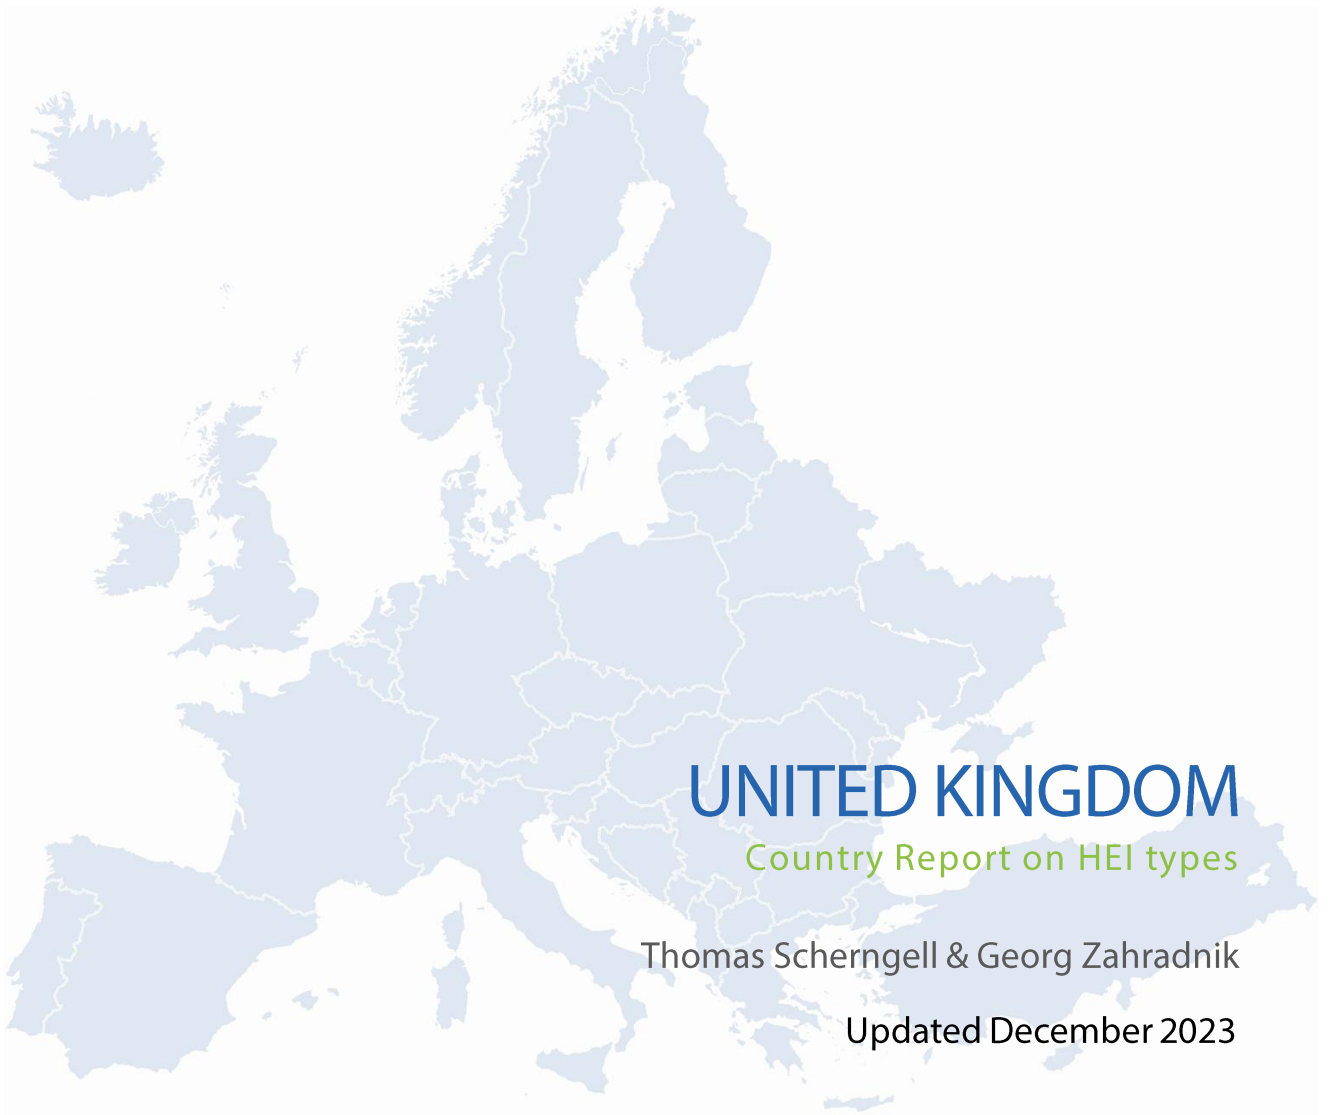 UNITED KINGDOM
Country Report on HEI types
Thomas Scherngell & Georg Zahradnik
Updated December 2023